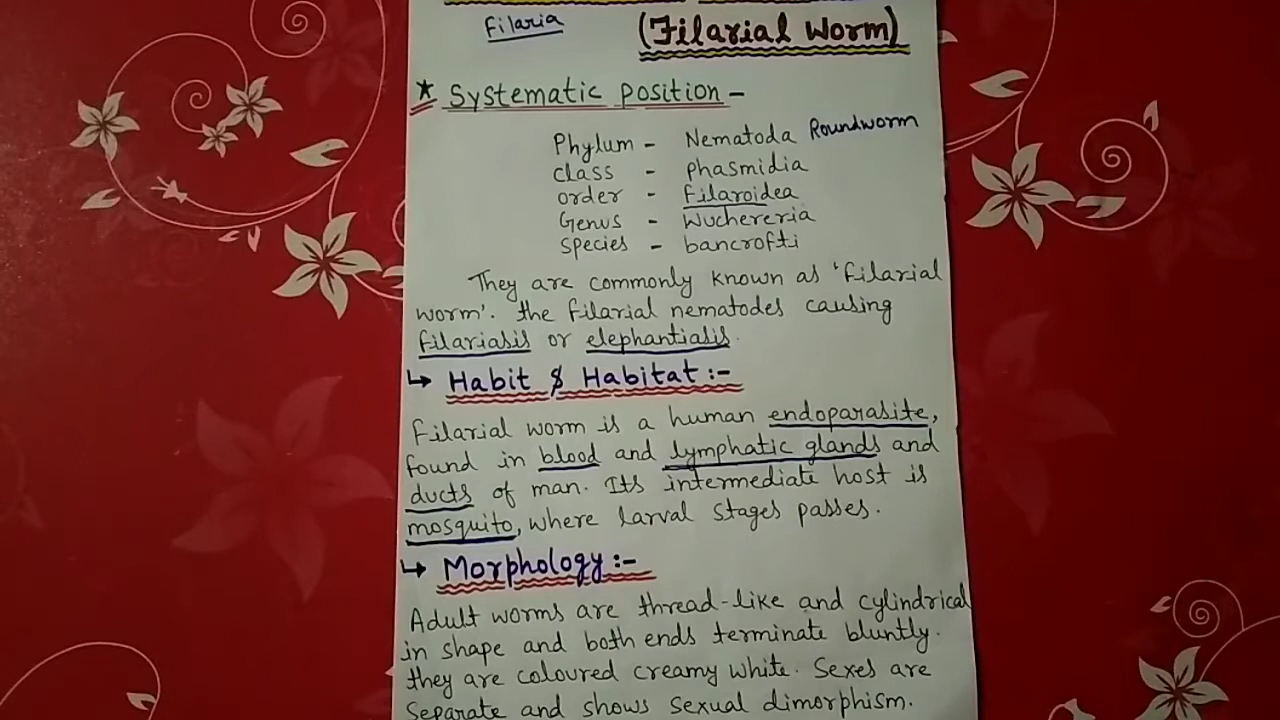 Filaria
(Filarial Worm)
* Systematic position -
Phylum - Nematoda Roundworm
class - phasmidia
order - Filaroidea
Genus - Wuchereria
Species - bancrofti
They are commonly known as 'filarial
worm'. the filarial nematodes causing
filariasis or elephantiasis.
↳ Habit & Habitat :-
Filarial worm is a human endoparasite,
found in blood and lymphatic glands and
ducts of man. Its intermediate host is
mosquito, where larval stages passes.
↳ Morphology :-
Adult worms are thread-like and cylindrical
in shape and both ends terminate bluntly.
they are coloured creamy white. Sexes are
Separate and shows sexual dimorphism.